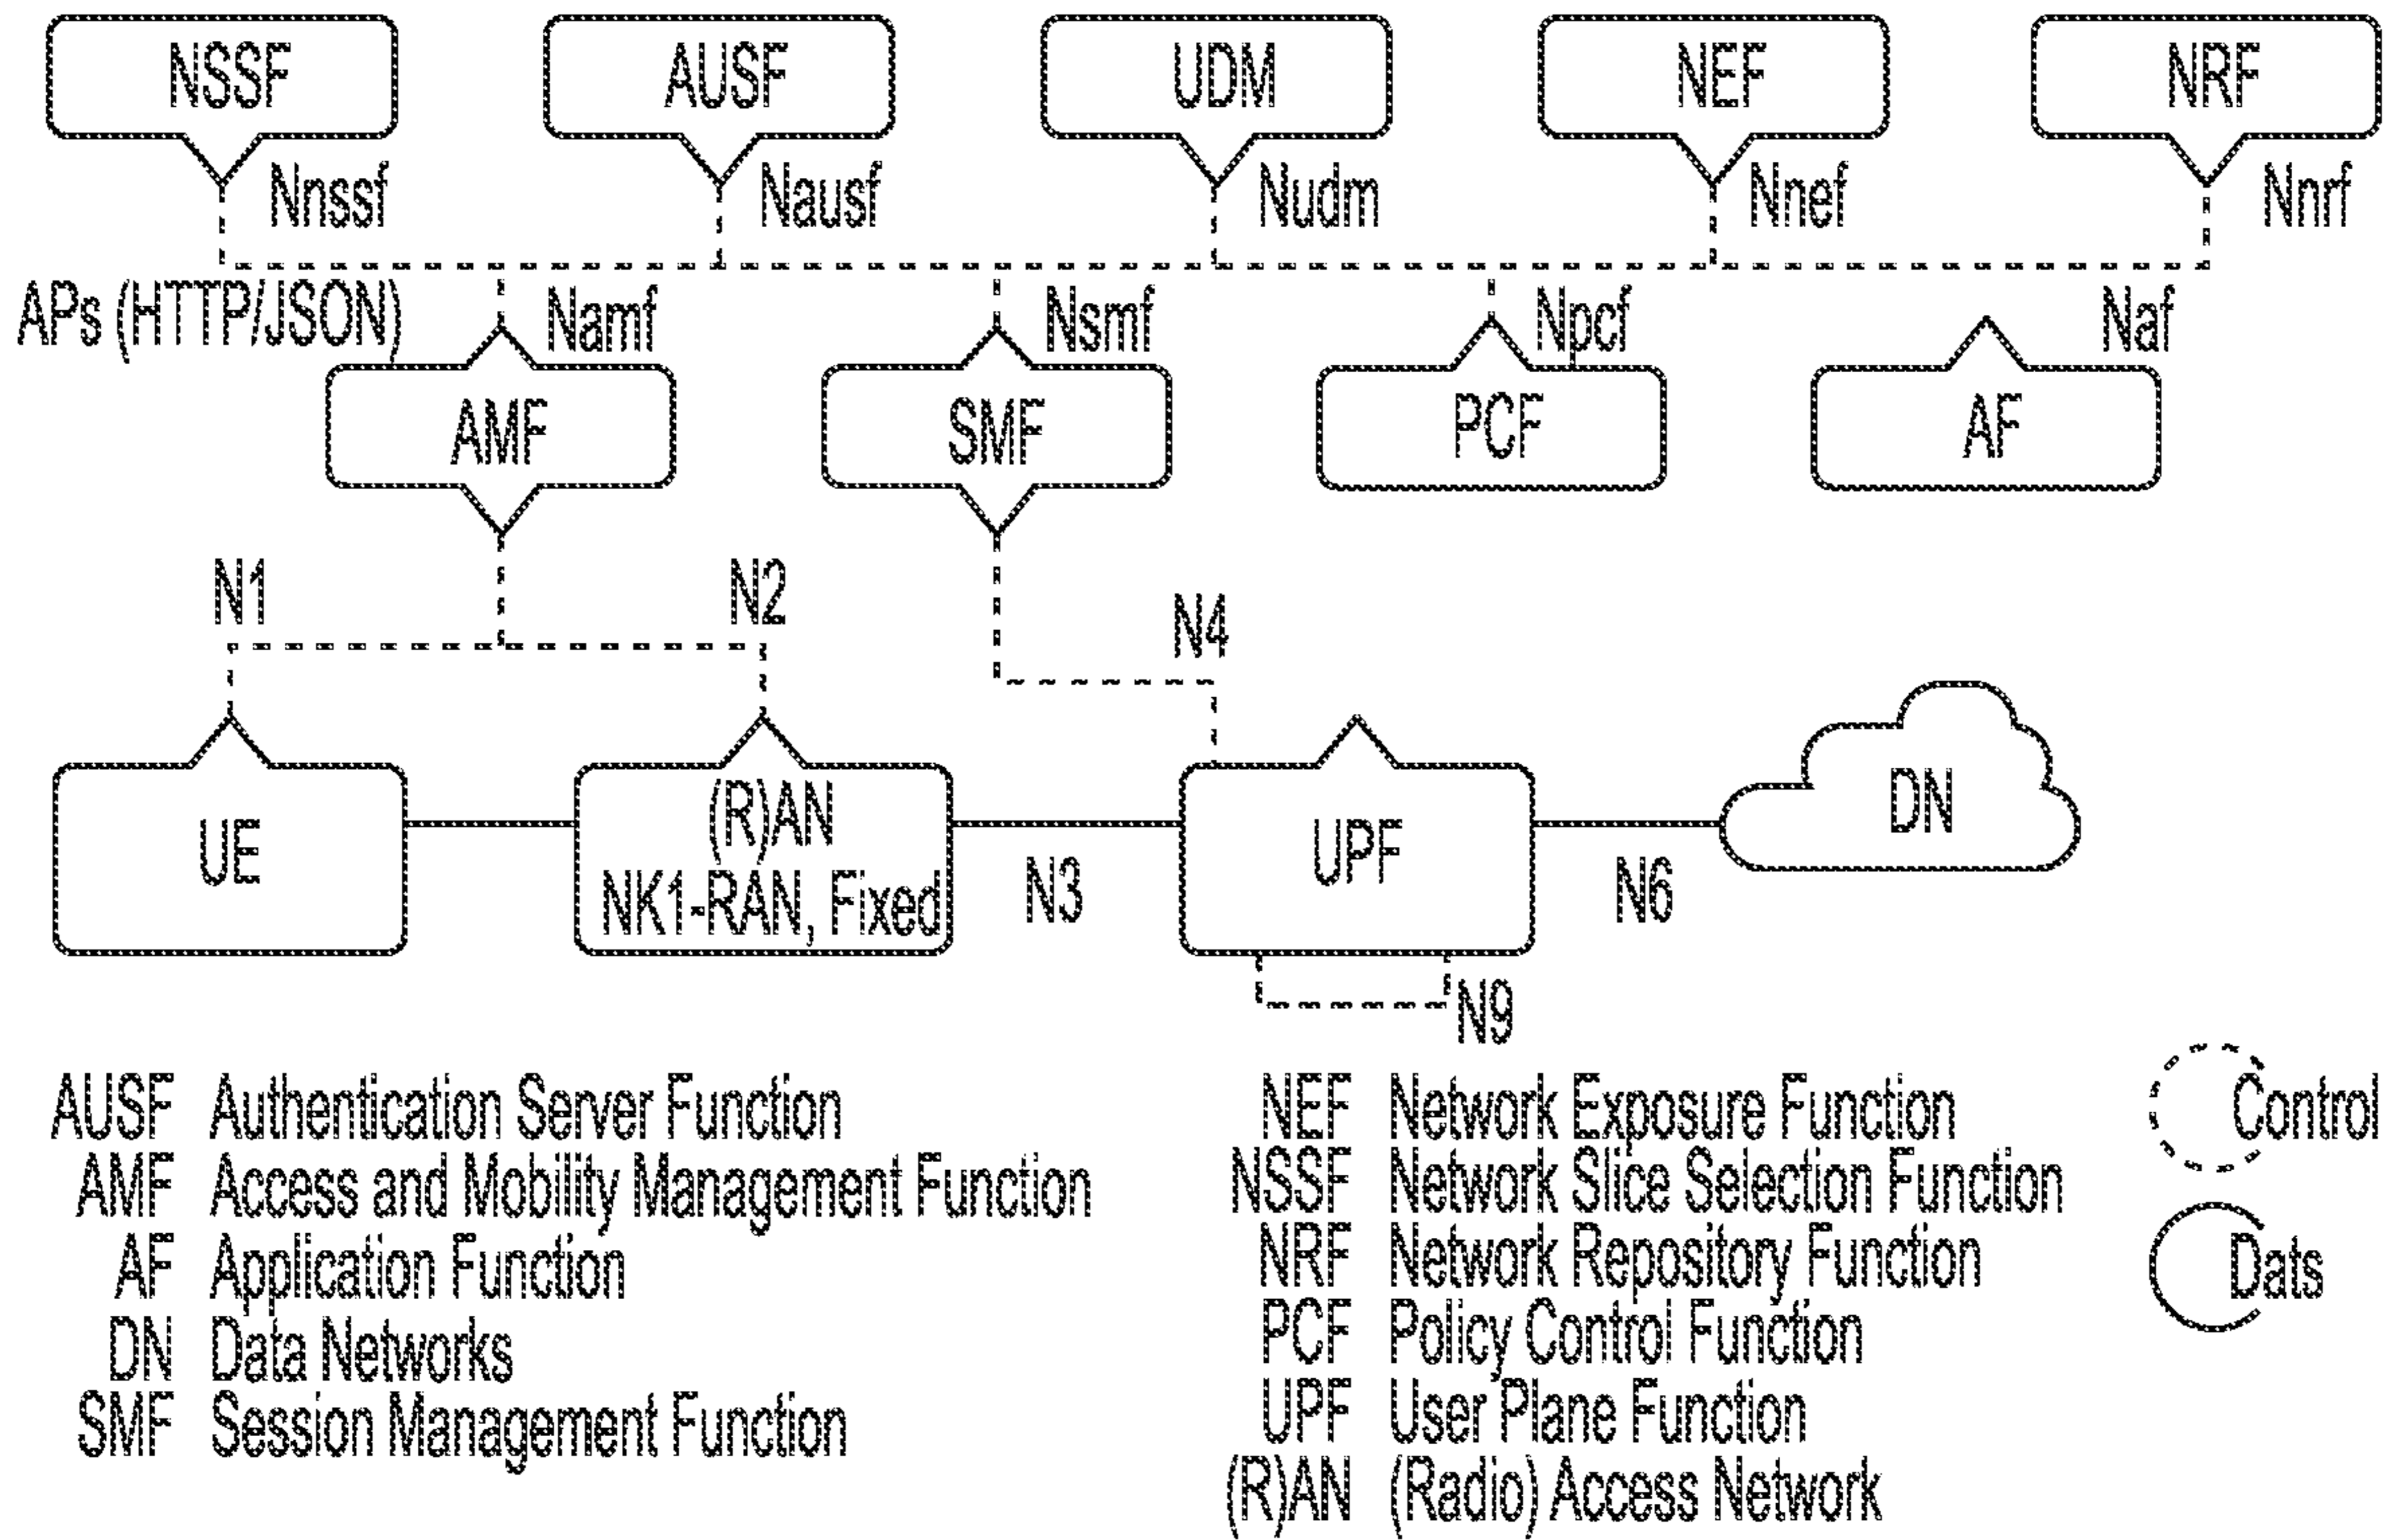 NSSF
AUSF
UDM
NEF
NRF
Nnssf
Nausf
Nudm
Nnef
Nnrf
APs (HTTP/JSON)
Namf
Nsmf
Npcf
Naf
AMF
SMF
PCF
AF
N1
N2
N4
UE
(R)AN
NK1-RAN, Fixed
N3
UPF
N6
DN
N9
AUSF Authentication Server Function
AMF Access and Mobility Management Function
AF Application Function
DN Data Networks
SMF Session Management Function
NEF Network Exposure Function
NSSF Network Slice Selection Function
NRF Network Repository Function
PCF Policy Control Function
UPF User Plane Function
(R)AN (Radio) Access Network
Control
Dats